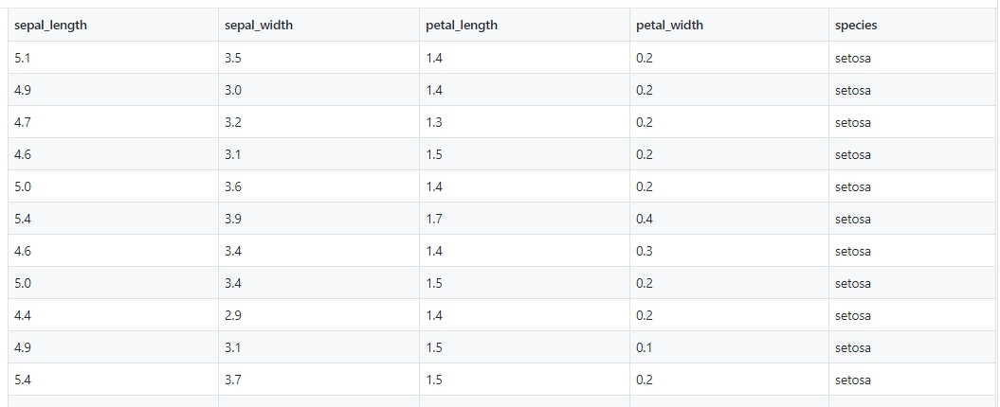 sepal_length sepal_width petal_length petal_width species
5.1 3.5 1.4 0.2 setosa
4.9 3.0 1.4 0.2 setosa
4.7 3.2 1.3 0.2 setosa
4.6 3.1 1.5 0.2 setosa
5.0 3.6 1.4 0.2 setosa
5.4 3.9 1.7 0.4 setosa
4.6 3.4 1.4 0.3 setosa
5.0 3.4 1.5 0.2 setosa
4.4 2.9 1.4 0.2 setosa
4.9 3.1 1.5 0.1 setosa
5.4 3.7 1.5 0.2 setosa